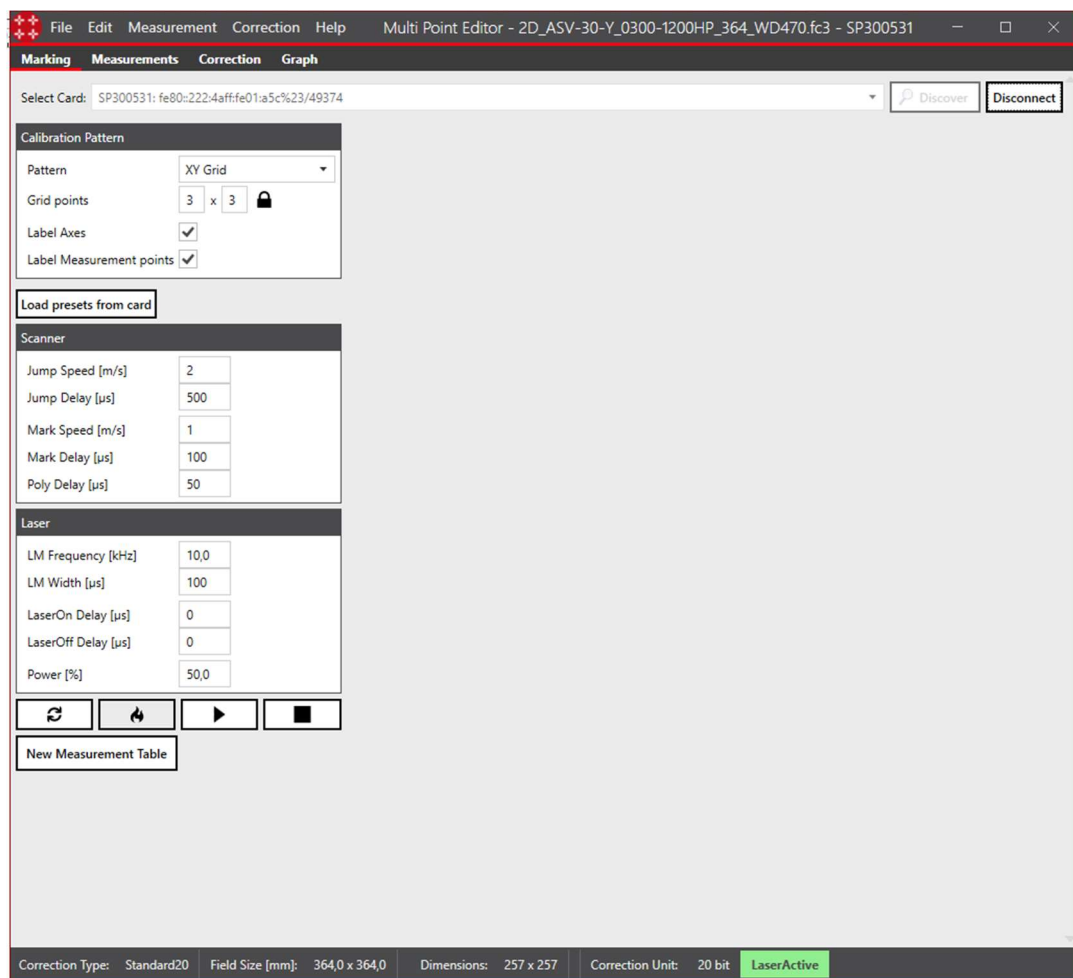 File Edit Measurement Correction Help Multi Point Editor - 2D_ASV-30-Y_0300-1200HP_364_WD470.fc3 - SP300531
Marking Measurements Correction Graph
Select Card: SP300531: fe80::222:4aff:fe01:a5c%23/49374 Discover Disconnect
Calibration Pattern
Pattern XY Grid
Grid points 3 x 3
Label Axes
Label Measurement points
Load presets from card
Scanner
Jump Speed [m/s] 2
Jump Delay [µs] 500
Mark Speed [m/s] 1
Mark Delay [µs] 100
Poly Delay [µs] 50
Laser
LM Frequency [kHz] 10,0
LM Width [µs] 100
LaserOn Delay [µs] 0
LaserOff Delay [µs] 0
Power [%] 50,0
New Measurement Table
Correction Type: Standard20 Field Size [mm]: 364,0 x 364,0 Dimensions: 257 x 257 Correction Unit: 20 bit LaserActive